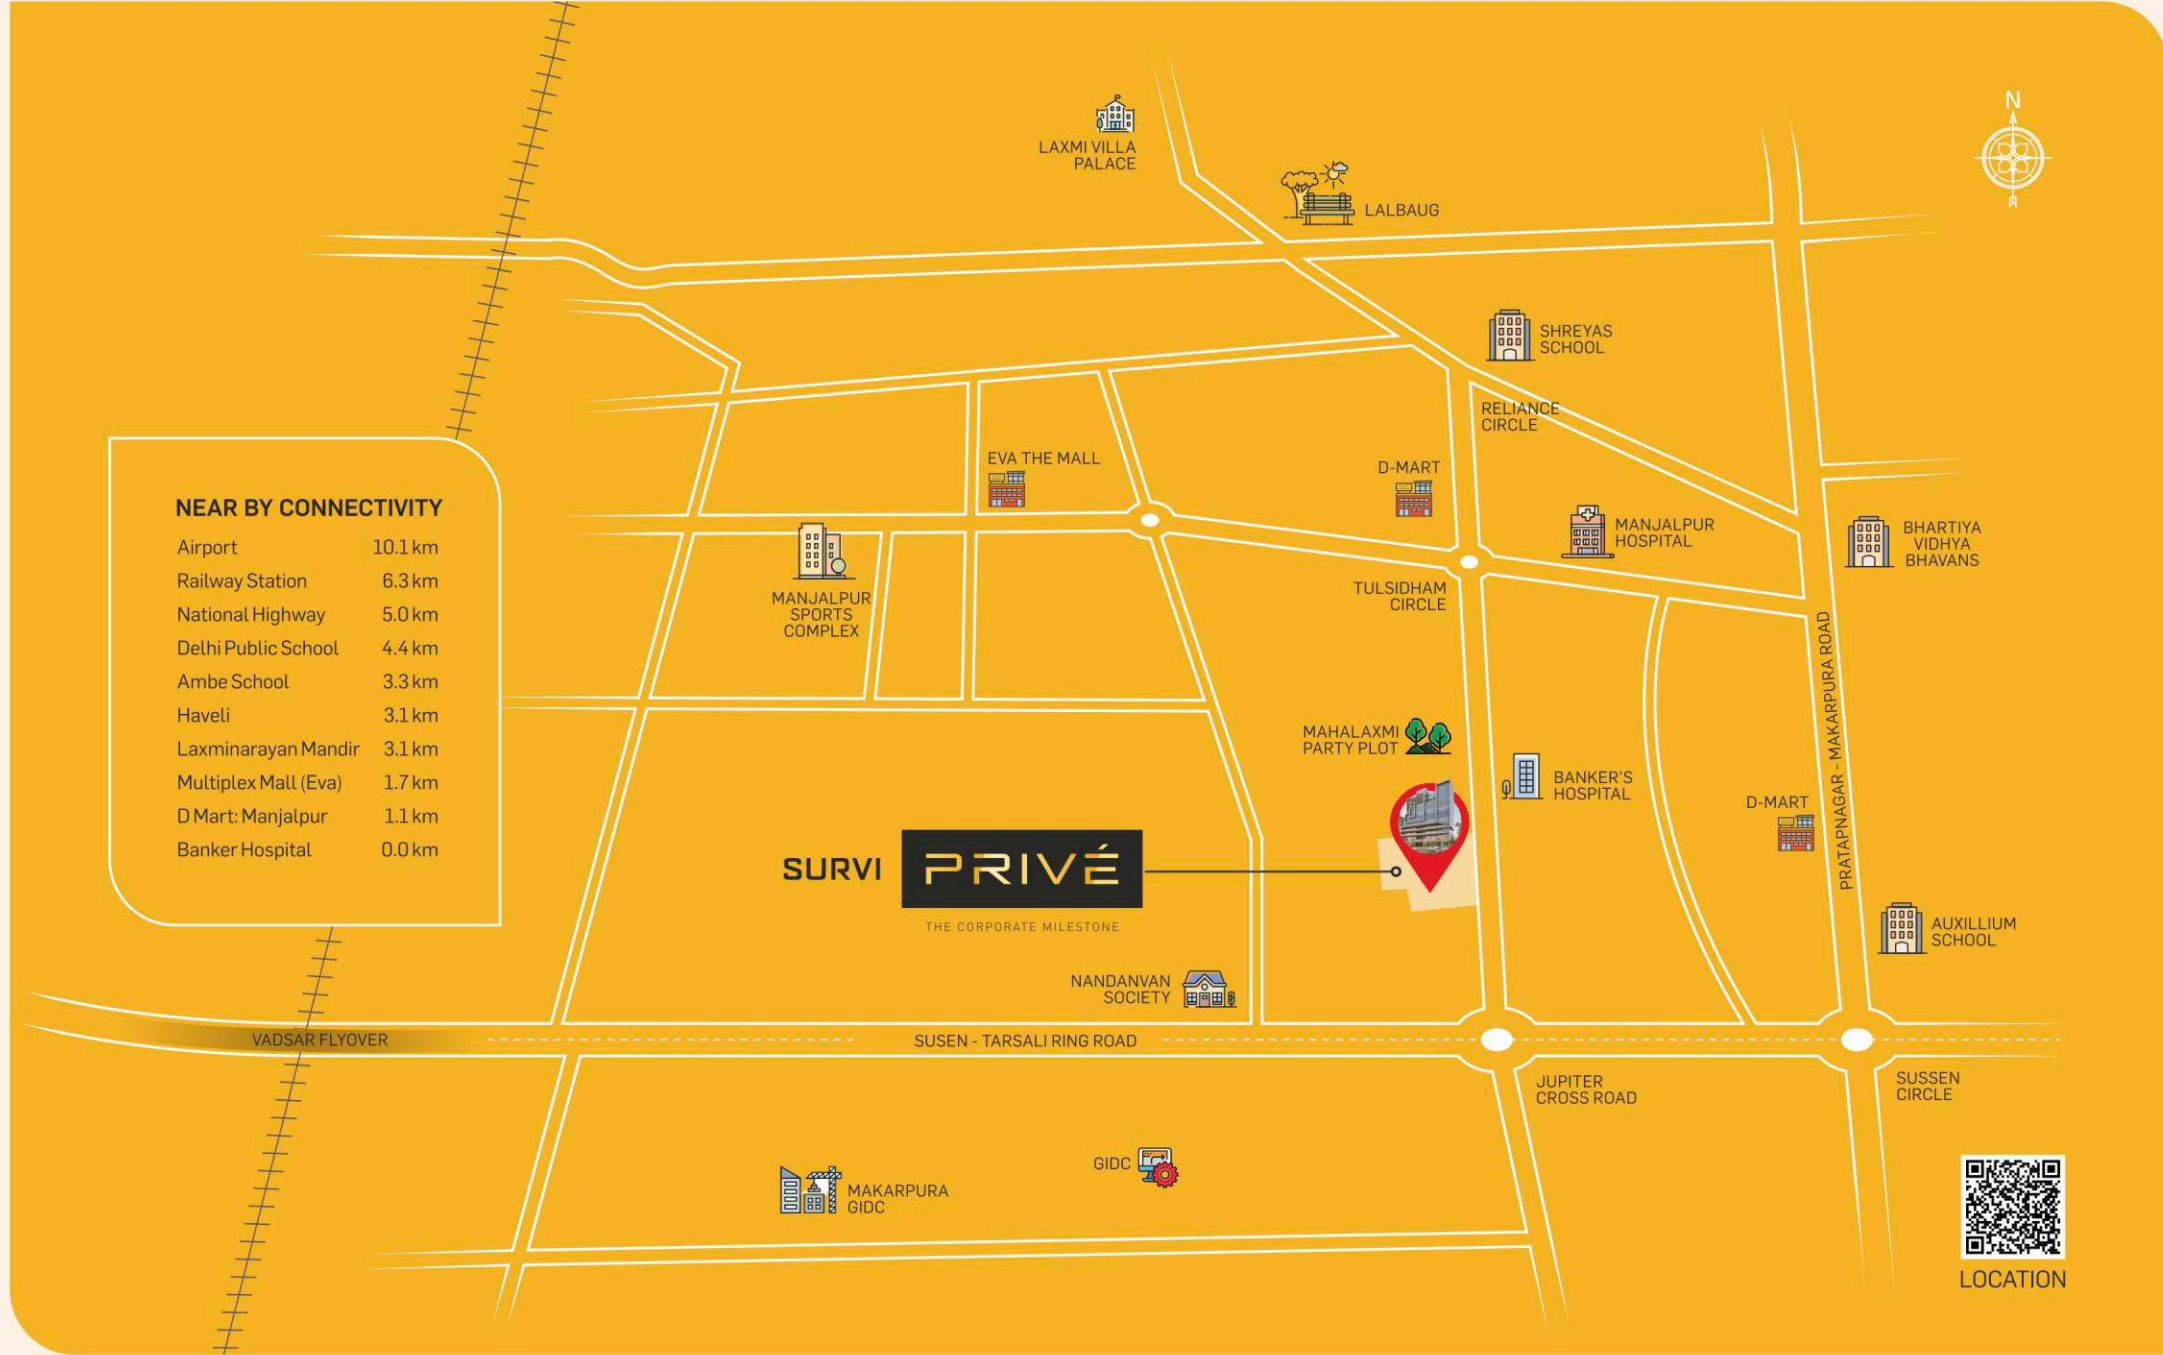 N
LAXMI VILLA
PALACE
LALBAUG
SHREYAS
SCHOOL
RELIANCE
CIRCLE
EVA THE MALL
D-MART
MANJALPUR
HOSPITAL
BHARTIYA
VIDHYA
BHAVANS
NEAR BY CONNECTIVITY
Airport 10.1 km
Railway Station 6.3 km
National Highway 5.0 km
Delhi Public School 4.4 km
Ambe School 3.3 km
Haveli 3.1 km
Laxminarayan Mandir 3.1 km
Multiplex Mall (Eva) 1.7 km
D Mart: Manjalpur 1.1 km
Banker Hospital 0.0 km
MANJALPUR
SPORTS
COMPLEX
TULSIDHAM
CIRCLE
PRATAPNAGAR - MAKARPURA ROAD
MAHALAXMI
PARTY PLOT
BANKER'S
HOSPITAL
D-MART
SURVI PRIVÉ
THE CORPORATE MILESTONE
AUXILLIUM
SCHOOL
NANDANVAN
SOCIETY
VADSAR FLYOVER
SUSEN - TARSALI RING ROAD
JUPITER
CROSS ROAD
SUSSEN
CIRCLE
GIDC
MAKARPURA
GIDC
LOCATION